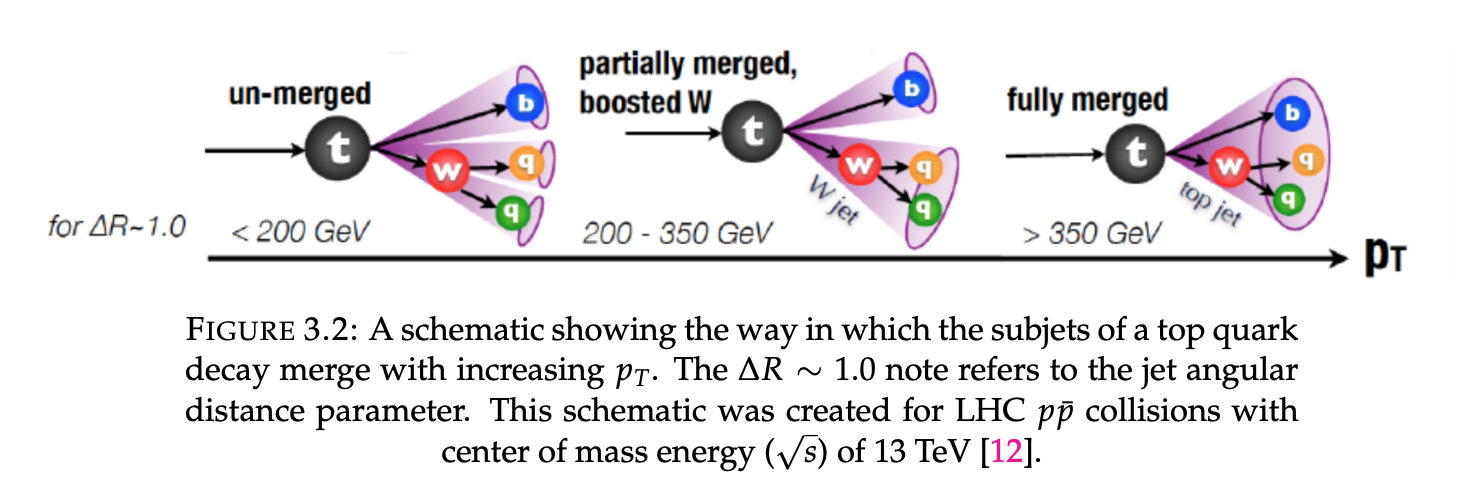 un-merged
t
b
W
q
q
for ΔR~1.0
< 200 GeV
partially merged,
boosted W
t
b
W
q
q
W jet
200 - 350 GeV
fully merged
t
b
W
q
q
top jet
> 350 GeV
pT
FIGURE 3.2: A schematic showing the way in which the subjets of a top quark
decay merge with increasing pT. The ΔR ∼ 1.0 note refers to the jet angular
distance parameter. This schematic was created for LHC pp̄ collisions with
center of mass energy (√s) of 13 TeV [12].